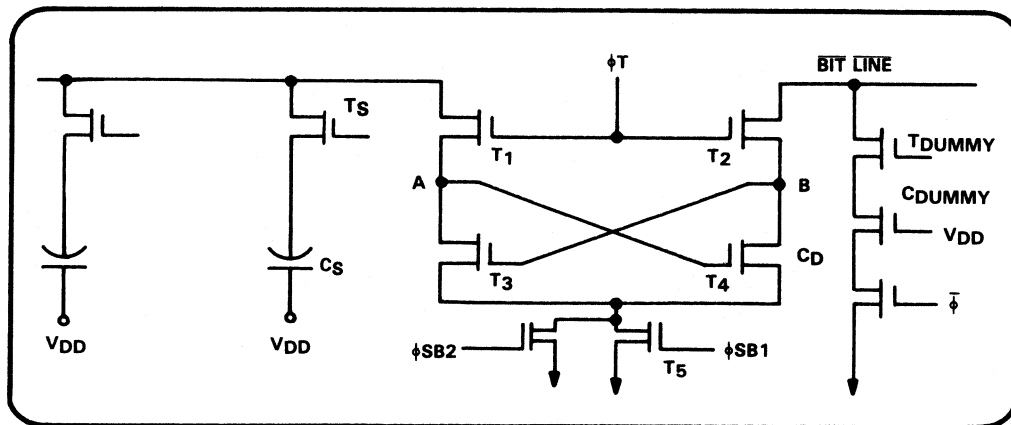 ϕT
BIT LINE
TS
T1
T2
TDUMMY
A
B
CDUMMY
VDD
CS
T3
T4
CD
ϕ̅
VDD
VDD
ϕSB2
ϕSB1
T5